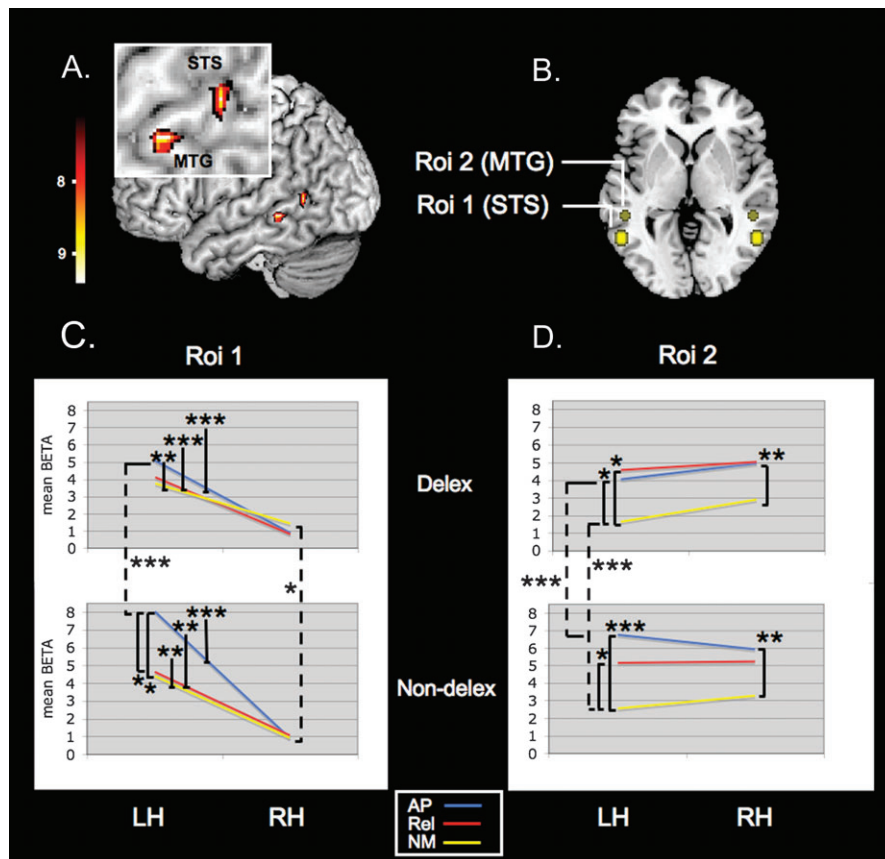 A.
STS
MTG
8
9
B.
Roi 2 (MTG)
Roi 1 (STS)
C.
Roi 1
D.
Roi 2
mean BETA
8
7
6
5
4
3
2
1
0
***
***
**
***
*
Delex
8
7
6
5
4
3
2
1
0
*
*
**
***
***
mean BETA
8
7
6
5
4
3
2
1
0
***
**
**
*
*
Non-delex
8
7
6
5
4
3
2
1
0
***
*
**
LH
RH
AP
Rel
NM
LH
RH